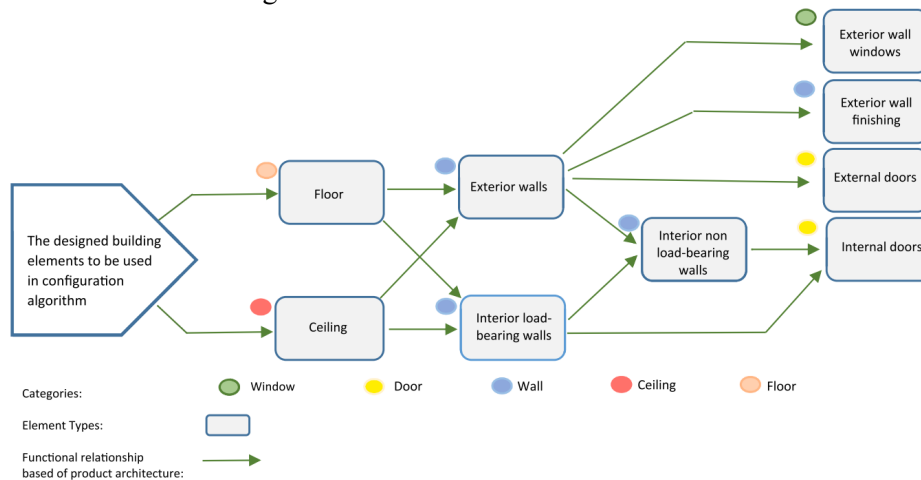 Exterior wall
windows
Exterior wall
finishing
Floor
Exterior walls
External doors
The designed building
elements to be used
in configuration
algorithm
Interior non
load-bearing
walls
Internal doors
Ceiling
Interior load-
bearing walls
Categories:
Window
Door
Wall
Ceiling
Floor
Element Types:
Functional relationship
based of product architecture: